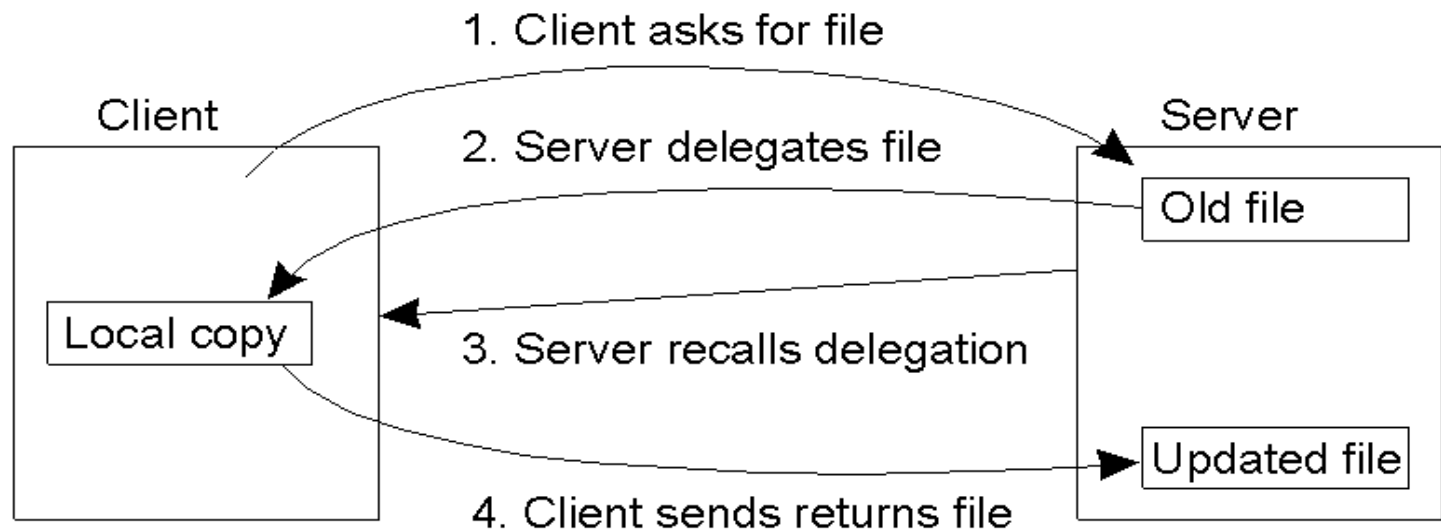 1. Client asks for file
Client
Server
2. Server delegates file
Old file
Local copy
3. Server recalls delegation
Updated file
4. Client sends returns file